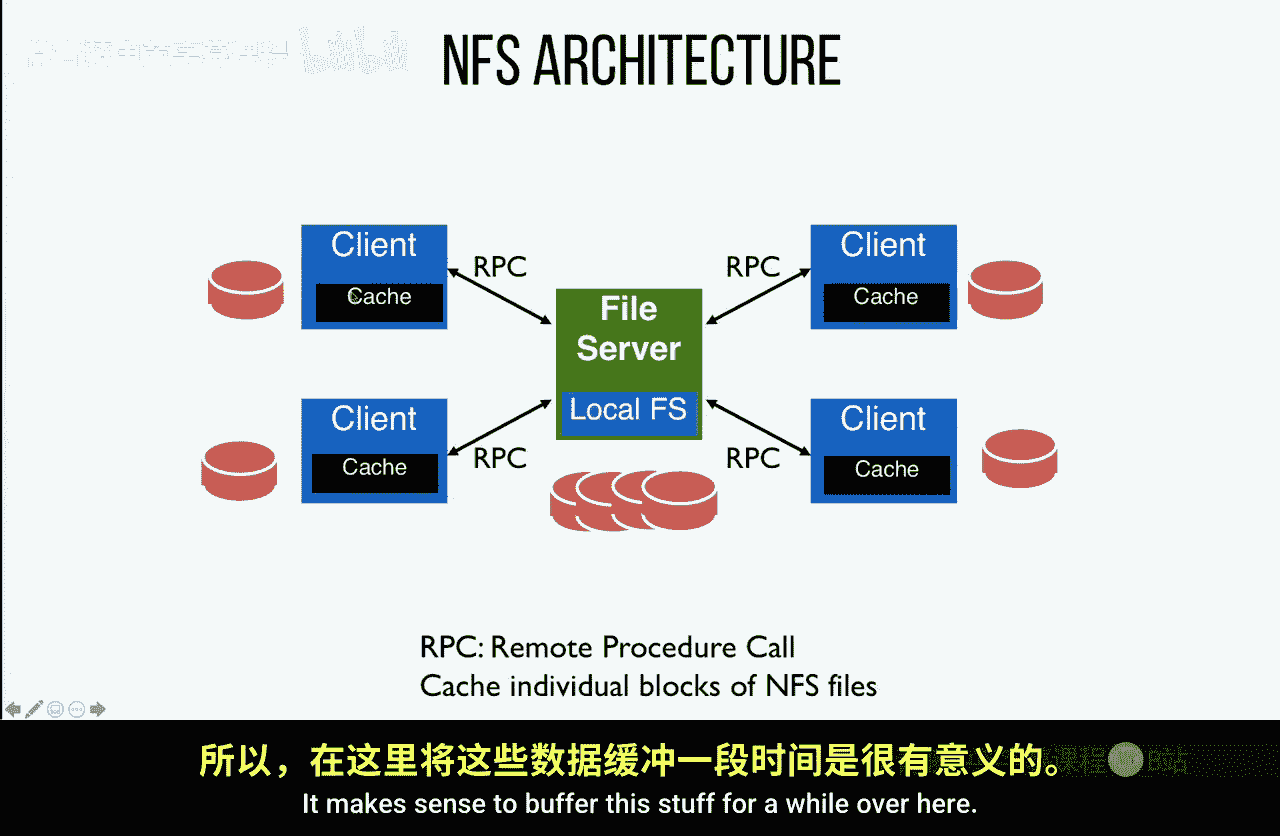 NFS ARCHITECTURE
Client
Cache
RPC
RPC
Client
Cache
File
Server
Local FS
Client
Cache
RPC
RPC
Client
Cache
RPC: Remote Procedure Call
Cache individual blocks of NFS files
所以，在这里将这些数据缓冲一段时间是很有意义的。
It makes sense to buffer this stuff for a while over here.